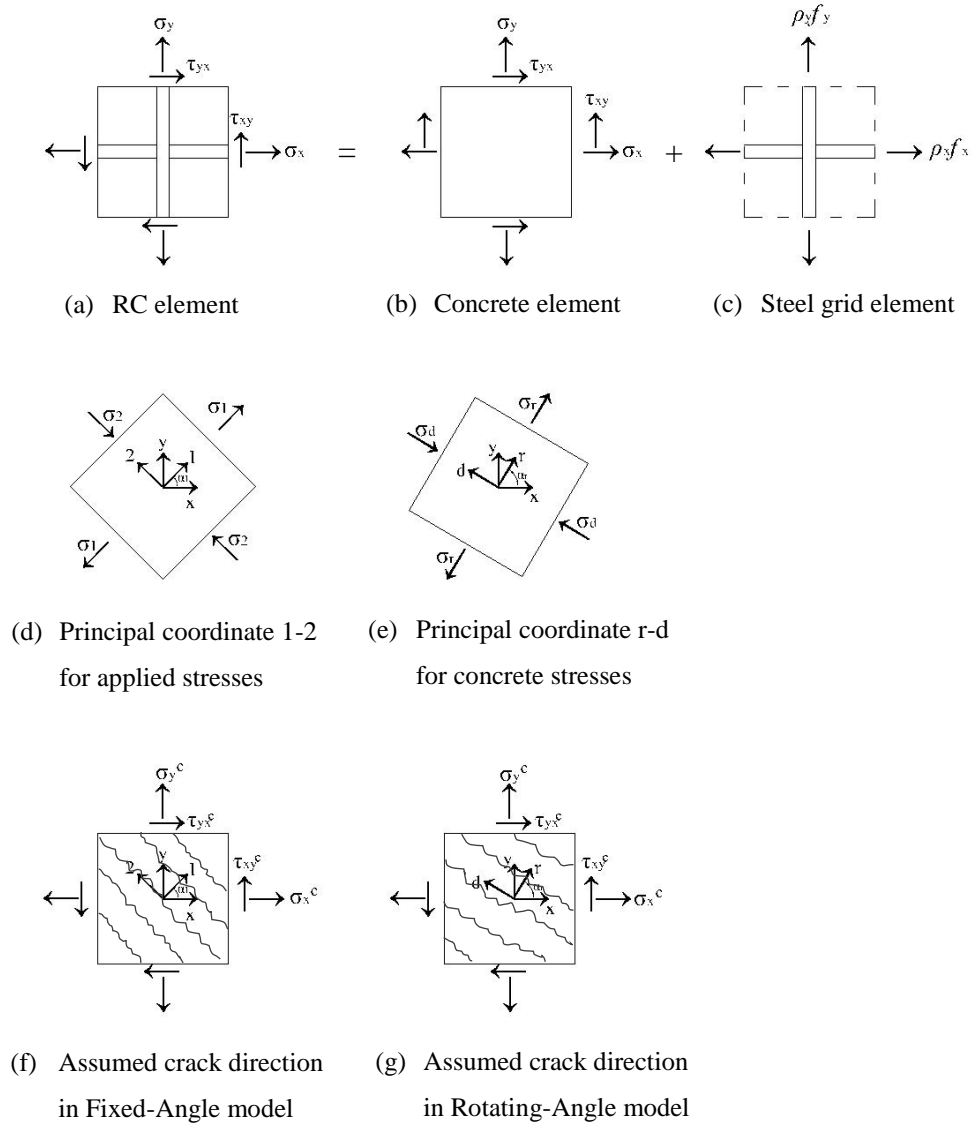 σy
τyx
τxy
σx
=
σy
τyx
τxy
σx
+
ρyfy
ρxfx
(a) RC element
(b) Concrete element
(c) Steel grid element
σ2
σ1
2
y
1
α1
x
σ1
σ2
σd
σr
y
r
d
αr
x
σd
σr
(d) Principal coordinate 1-2
for applied stresses
(e) Principal coordinate r-d
for concrete stresses
σyᶜ
τyxᶜ
τxyᶜ
2
y
1
α1
x
σxᶜ
σyᶜ
τyxᶜ
τxyᶜ
y
r
d
αr
x
σxᶜ
(f) Assumed crack direction
in Fixed-Angle model
(g) Assumed crack direction
in Rotating-Angle model